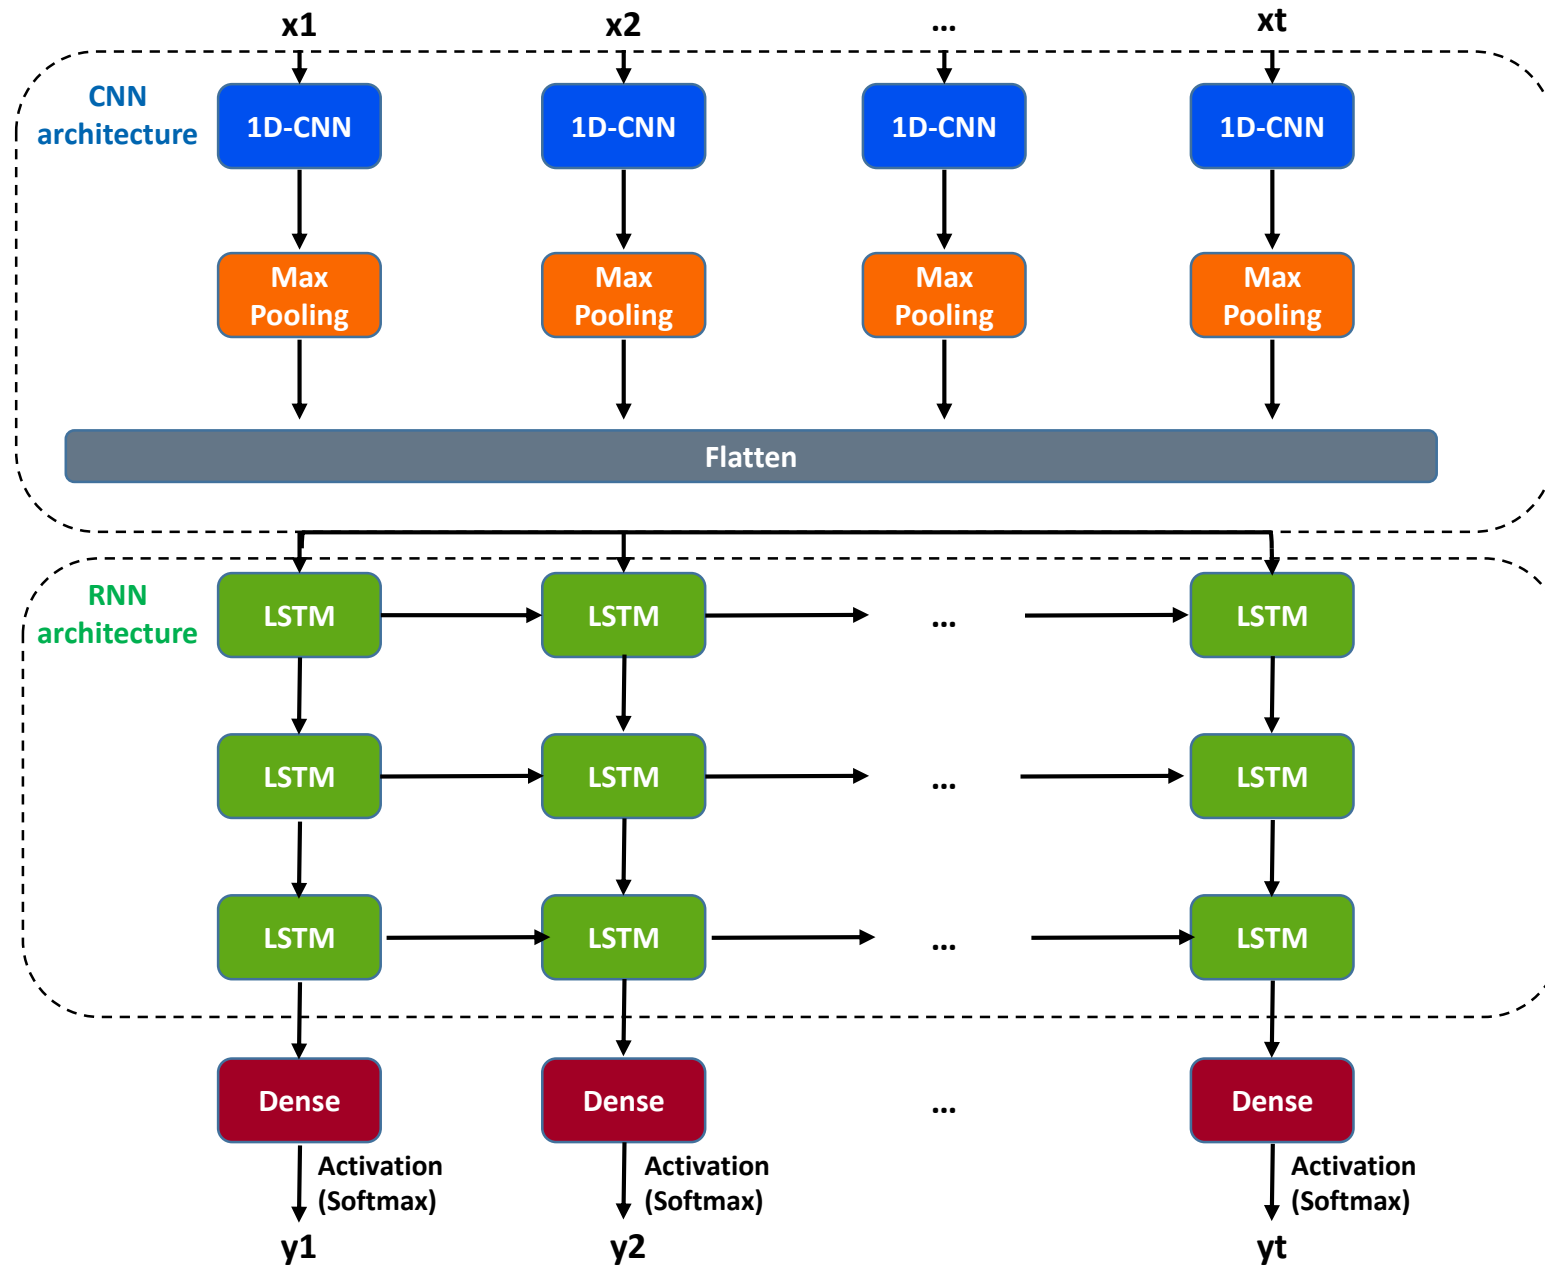 x1 x2 ... xt
CNN
architecture
1D-CNN 1D-CNN 1D-CNN 1D-CNN
Max Max Max Max
Pooling Pooling Pooling Pooling
Flatten
RNN
architecture
LSTM LSTM ... LSTM
LSTM LSTM ... LSTM
LSTM LSTM ... LSTM
Dense Dense ... Dense
Activation Activation Activation
(Softmax) (Softmax) (Softmax)
y1 y2 yt